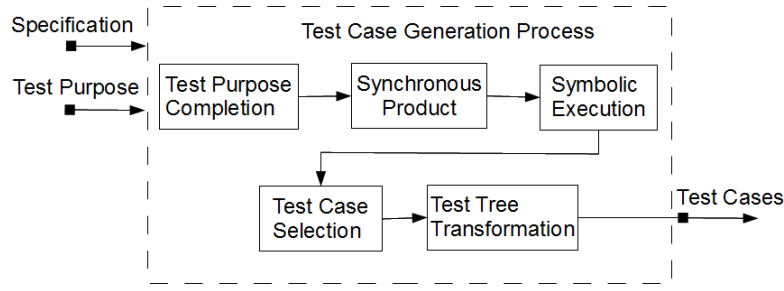 Specification
Test Case Generation Process
Test Purpose
Test Purpose
Completion
Synchronous
Product
Symbolic
Execution
Test Case
Selection
Test Tree
Transformation
Test Cases